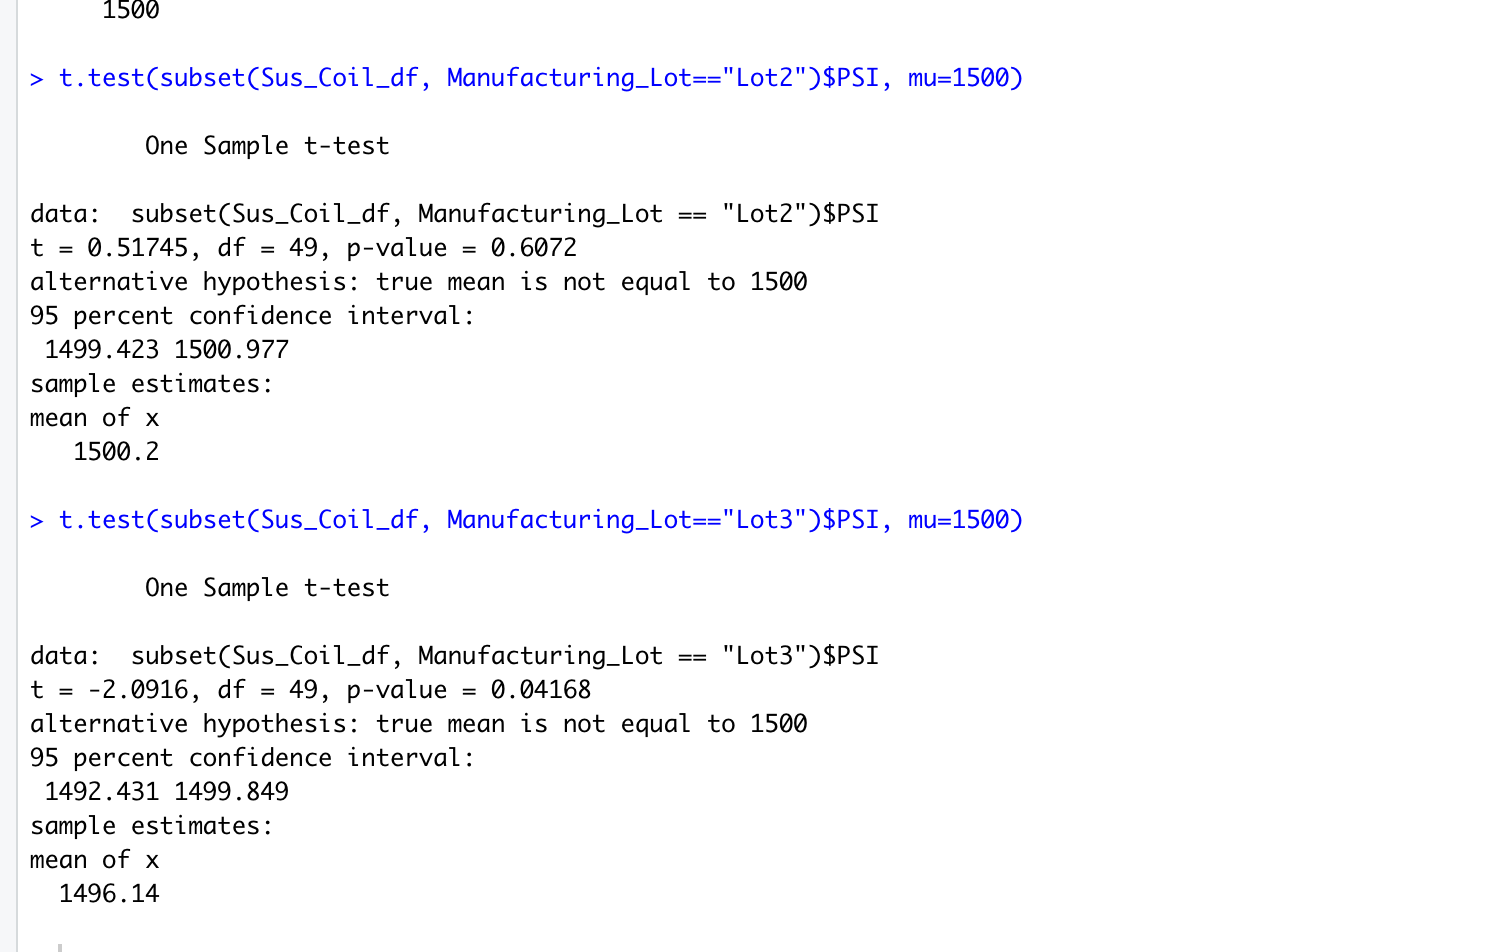 1500
> t.test(subset(Sus_Coil_df, Manufacturing_Lot=="Lot2")$PSI, mu=1500)
One Sample t-test
data:  subset(Sus_Coil_df, Manufacturing_Lot == "Lot2")$PSI
t = 0.51745, df = 49, p-value = 0.6072
alternative hypothesis: true mean is not equal to 1500
95 percent confidence interval:
1499.423 1500.977
sample estimates:
mean of x
1500.2
> t.test(subset(Sus_Coil_df, Manufacturing_Lot=="Lot3")$PSI, mu=1500)
One Sample t-test
data:  subset(Sus_Coil_df, Manufacturing_Lot == "Lot3")$PSI
t = -2.0916, df = 49, p-value = 0.04168
alternative hypothesis: true mean is not equal to 1500
95 percent confidence interval:
1492.431 1499.849
sample estimates:
mean of x
1496.14